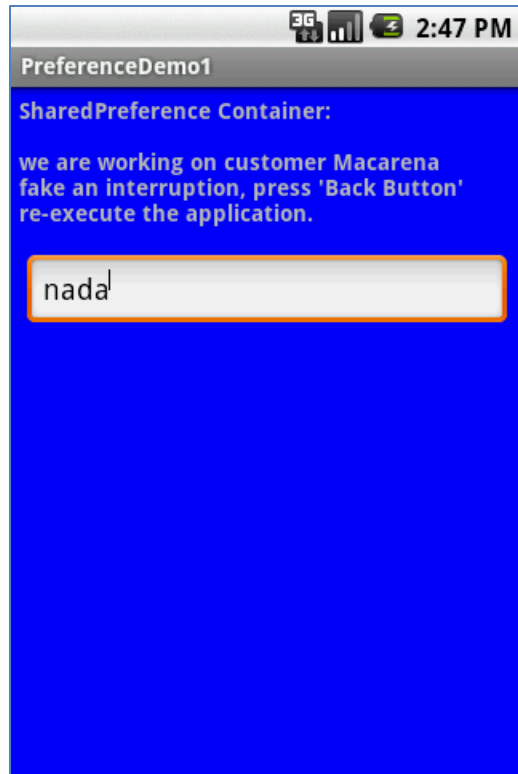 3G 2:47 PM
PreferenceDemo1
SharedPreference Container:
we are working on customer Macarena
fake an interruption, press 'Back Button'
re-execute the application.
nada